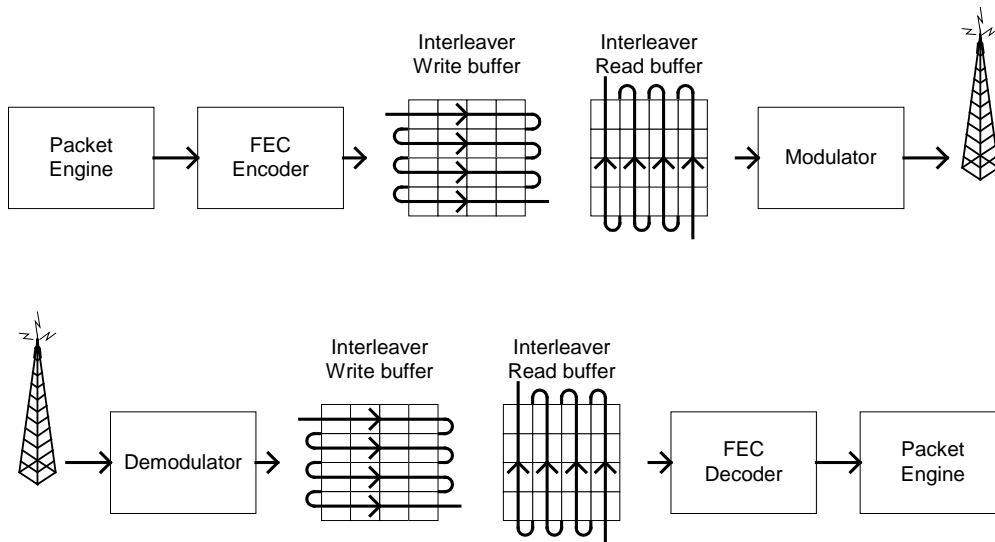 Interleaver
Write buffer
Interleaver
Read buffer
Packet
Engine
FEC
Encoder
Modulator
Interleaver
Write buffer
Interleaver
Read buffer
Demodulator
FEC
Decoder
Packet
Engine